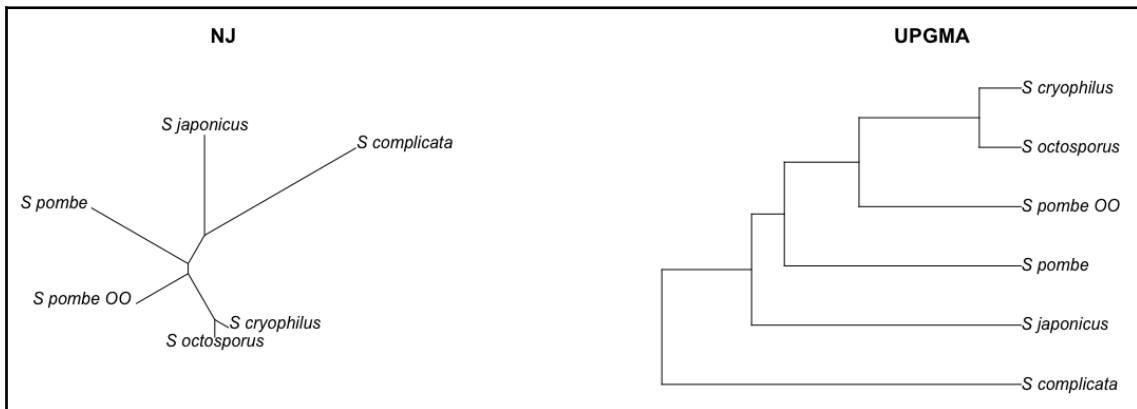 NJ
S japonicus
S complicata
S pombe
S pombe OO
S cryophilus
S octosporus
UPGMA
S cryophilus
S octosporus
S pombe OO
S pombe
S japonicus
S complicata